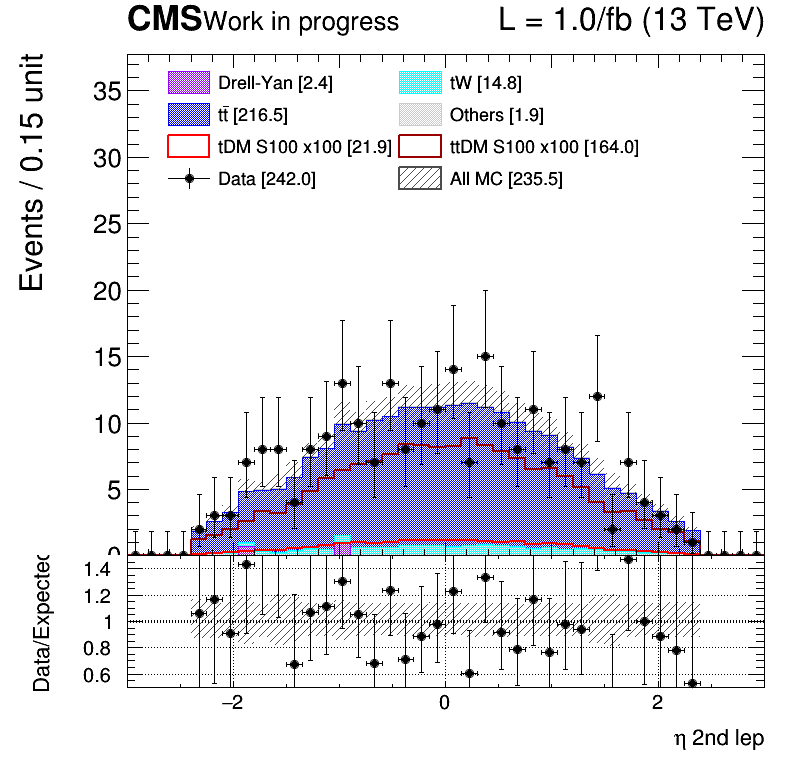 CMS Work in progress L = 1.0/fb (13 TeV)
Events / 0.15 unit
Drell-Yan [2.4] tW [14.8]
tt̄ [216.5] Others [1.9]
tDM S100 x100 [21.9] ttDM S100 x100 [164.0]
Data [242.0] All MC [235.5]
35
30
25
20
15
10
5
0
Data/Expected
1.4
1.2
1
0.8
0.6
−2 0 2
η 2nd lep